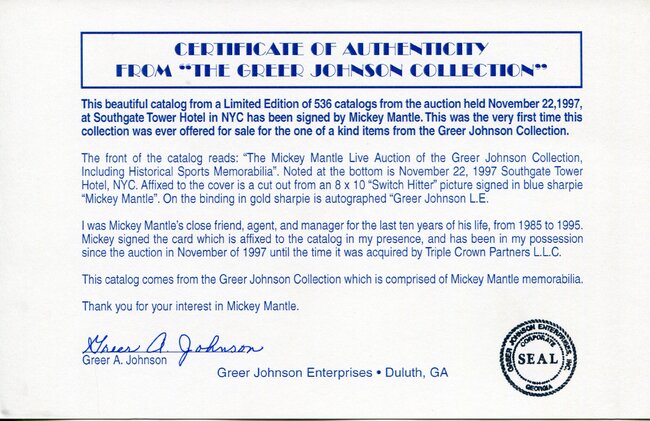 CERTIFICATE OF AUTHENTICITY
FROM "THE GREER JOHNSON COLLECTION"
This beautiful catalog from a Limited Edition of 536 catalogs from the auction held November 22,1997,
at Southgate Tower Hotel in NYC has been signed by Mickey Mantle. This was the very first time this
collection was ever offered for sale for the one of a kind items from the Greer Johnson Collection.
The front of the catalog reads: "The Mickey Mantle Live Auction of the Greer Johnson Collection,
Including Historical Sports Memorabilia". Noted at the bottom is November 22, 1997 Southgate Tower
Hotel, NYC. Affixed to the cover is a cut out from an 8 x 10 "Switch Hitter" picture signed in blue sharpie
"Mickey Mantle". On the binding in gold sharpie is autographed "Greer Johnson L.E.
I was Mickey Mantle's close friend, agent, and manager for the last ten years of his life, from 1985 to 1995.
Mickey signed the card which is affixed to the catalog in my presence, and has been in my possession
since the auction in November of 1997 until the time it was acquired by Triple Crown Partners L.L.C.
This catalog comes from the Greer Johnson Collection which is comprised of Mickey Mantle memorabilia.
Thank you for your interest in Mickey Mantle.
Greer A. Johnson
Greer A. Johnson
Greer Johnson Enterprises • Duluth, GA
GREER JOHNSON ENTERPRISES, INC.
CORPORATE
SEAL
GEORGIA